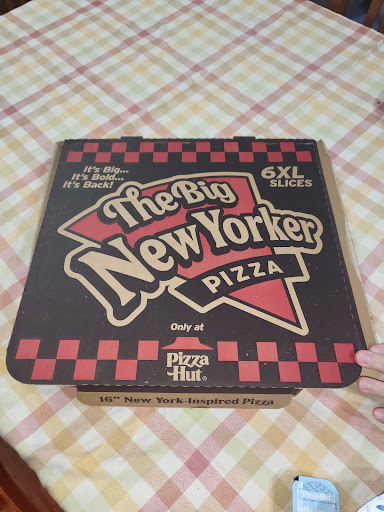 It's Big...
It's Bold...
It's Back!
6XL
SLICES
The Big
New Yorker
PIZZA
Only at
Pizza
Hut®
16" New York-Inspired Pizza